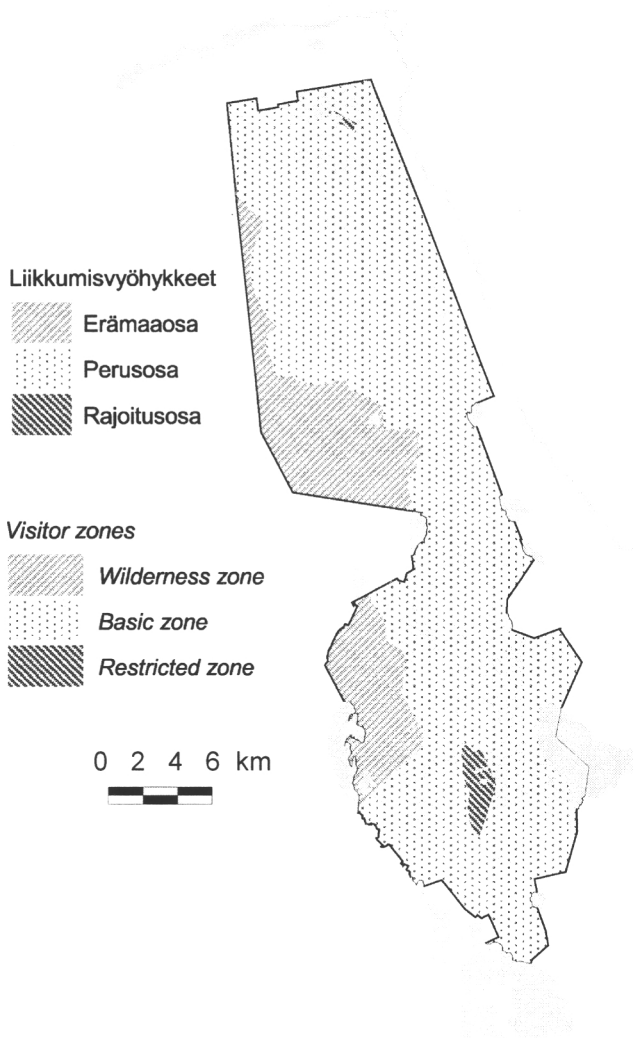 Liikkumisvyöhykkeet
Erämaaosa
Perusosa
Rajoitusosa
Visitor zones
Wilderness zone
Basic zone
Restricted zone
0 2 4 6 km